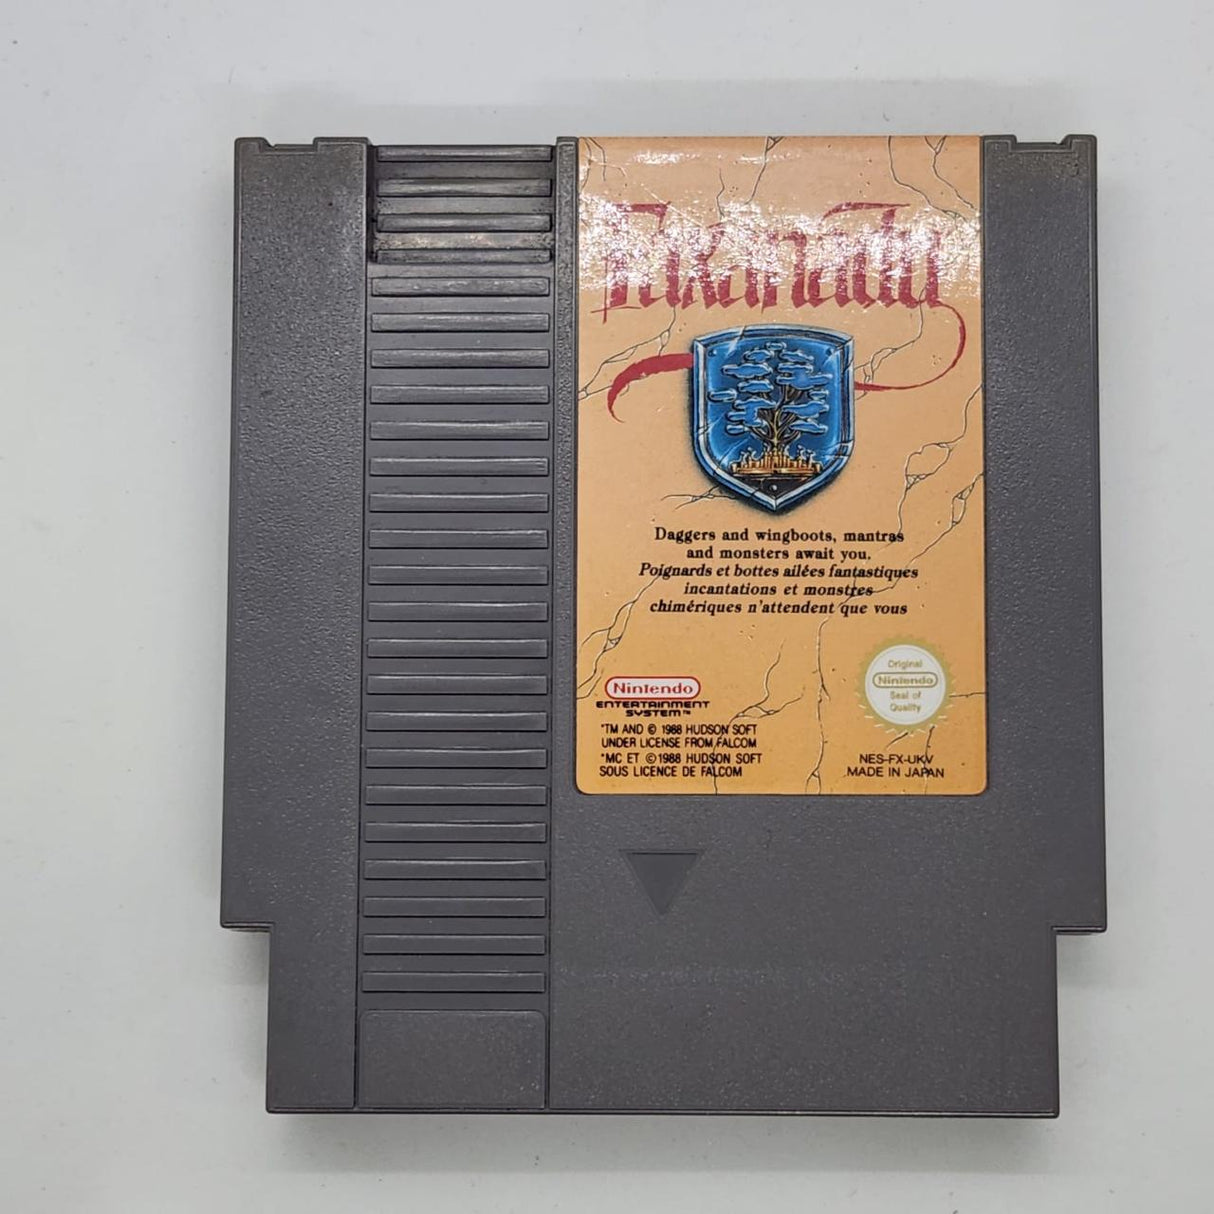 Faxanadu
Daggers and wingboots, mantras
and monsters await you.
Poignards et bottes ailées fantastiques
incantations et monstres
chimériques n'attendent que vous
Original
Nintendo
Seal of
Quality
Nintendo
ENTERTAINMENT
SYSTEM™
*TM AND © 1988 HUDSON SOFT
UNDER LICENSE FROM FALCOM
*MC ET ©1988 HUDSON SOFT
SOUS LICENCE DE FALCOM
NES-FX-UKV
MADE IN JAPAN